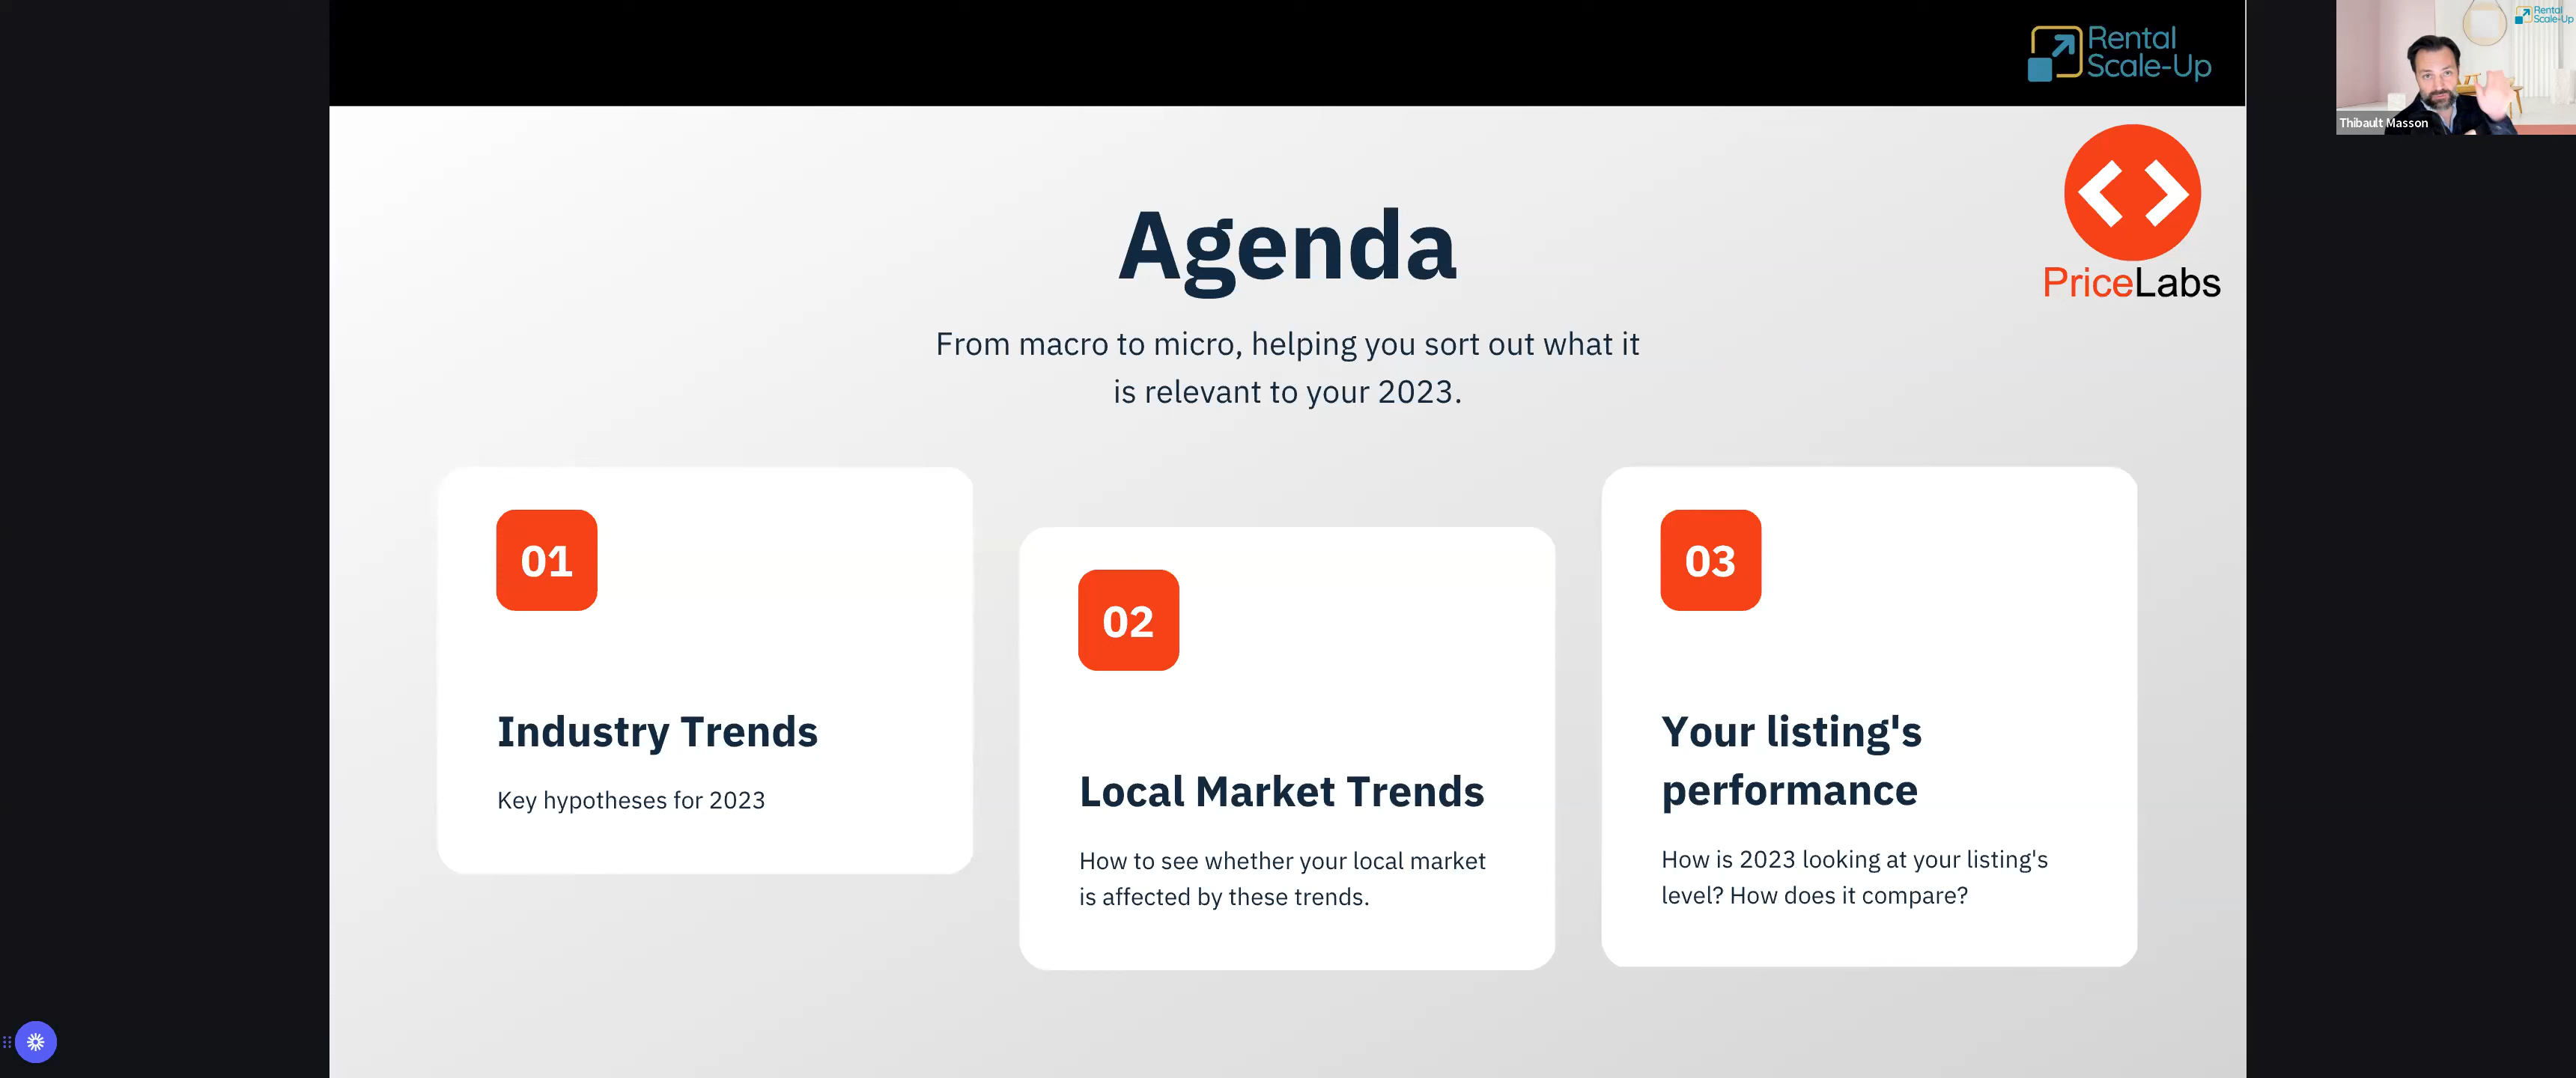 Rental
Scale-Up
Rental
Scale-Up
Thibault Masson
PriceLabs
Agenda
From macro to micro, helping you sort out what it
is relevant to your 2023.
01
Industry Trends
Key hypotheses for 2023
02
Local Market Trends
How to see whether your local market
is affected by these trends.
03
Your listing's
performance
How is 2023 looking at your listing's
level? How does it compare?